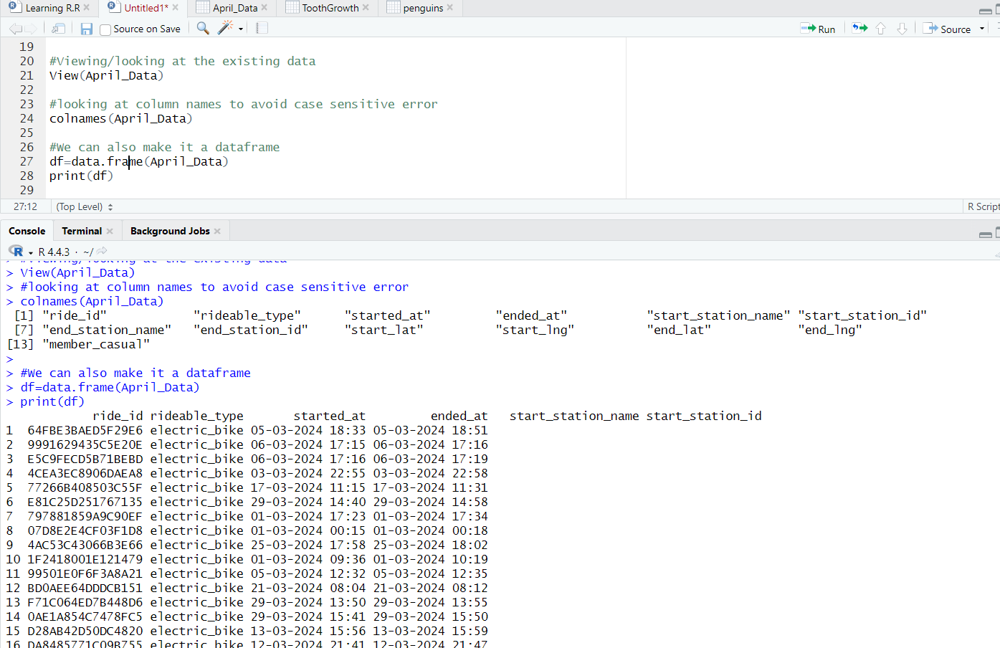 Learning R.R Untitled1* April_Data ToothGrowth penguins
Source on Save Run Source
19
20 #Viewing/looking at the existing data
21 View(April_Data)
22
23 #looking at column names to avoid case sensitive error
24 colnames(April_Data)
25
26 #We can also make it a dataframe
27 df=data.frame(April_Data)
28 print(df)
29
27:12 (Top Level) R Script
Console Terminal Background Jobs
R R 4.4.3 · ~/
> #Viewing/looking at the existing data
> View(April_Data)
> #looking at column names to avoid case sensitive error
> colnames(April_Data)
[1] "ride_id" "rideable_type" "started_at" "ended_at" "start_station_name" "start_station_id"
[7] "end_station_name" "end_station_id" "start_lat" "start_lng" "end_lat" "end_lng"
[13] "member_casual"
>
> #We can also make it a dataframe
> df=data.frame(April_Data)
> print(df)
ride_id rideable_type started_at ended_at start_station_name start_station_id
1 64FBE3BAED5F29E6 electric_bike 05-03-2024 18:33 05-03-2024 18:51
2 9991629435C5E20E electric_bike 06-03-2024 17:15 06-03-2024 17:16
3 E5C9FECD5B71BEBD electric_bike 06-03-2024 17:16 06-03-2024 17:19
4 4CEA3EC8906DAEA8 electric_bike 03-03-2024 22:55 03-03-2024 22:58
5 77266B408503C55F electric_bike 17-03-2024 11:15 17-03-2024 11:31
6 E81C25D251767135 electric_bike 29-03-2024 14:40 29-03-2024 14:58
7 797881859A9C90EF electric_bike 01-03-2024 17:23 01-03-2024 17:34
8 07D8E2E4CF03F1D8 electric_bike 01-03-2024 00:15 01-03-2024 00:18
9 4AC53C43066B3E66 electric_bike 25-03-2024 17:58 25-03-2024 18:02
10 1F2418001E121479 electric_bike 01-03-2024 09:36 01-03-2024 10:19
11 99501E0F6F3A8A21 electric_bike 05-03-2024 12:32 05-03-2024 12:35
12 BD0AEE64DDDCB151 electric_bike 21-03-2024 08:04 21-03-2024 08:12
13 F71C064ED7B448D6 electric_bike 29-03-2024 13:50 29-03-2024 13:55
14 0AE1A854C7478FC5 electric_bike 29-03-2024 15:41 29-03-2024 15:50
15 D28AB42D50DC4820 electric_bike 13-03-2024 15:56 13-03-2024 15:59
16 DA8485771C09B755 electric_bike 12-03-2024 21:41 12-03-2024 21:47